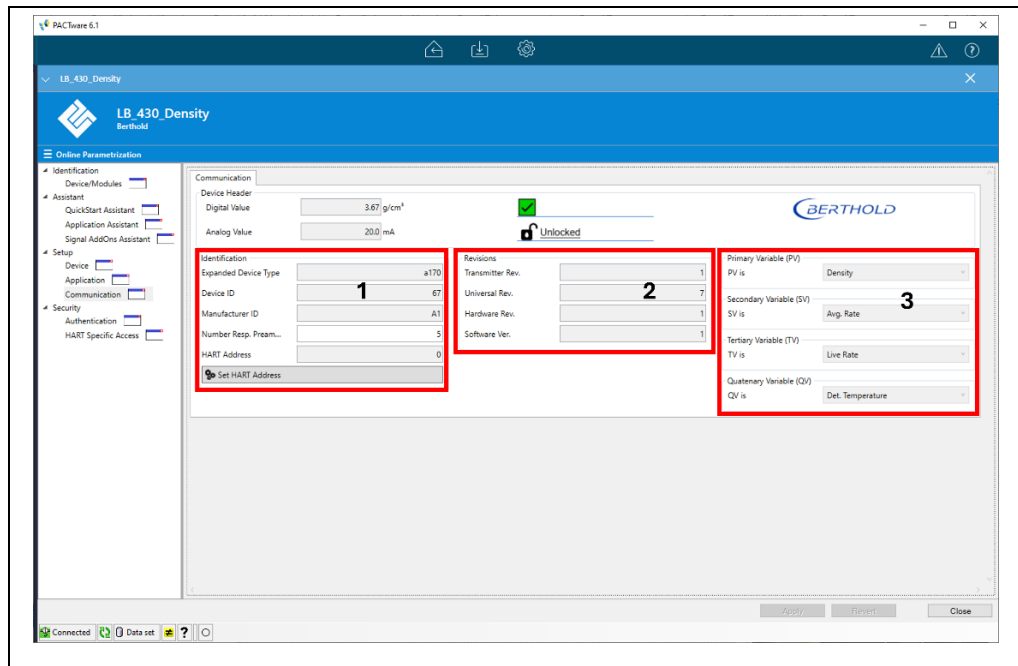 PACTware 6.1
LB_430_Density
LB_430_Density
Berthold
Online Parametrization
Identification
Device/Modules
Assistant
QuickStart Assistant
Application Assistant
Signal AddOns Assistant
Setup
Device
Application
Communication
Security
Authentication
HART Specific Access
Communication
Device Header
Digital Value 3.67 g/cm³
Analog Value 20.0 mA
Unlocked
BERTHOLD
Identification
Expanded Device Type a170
Device ID 67
Manufacturer ID A1
Number Resp. Pream... 5
HART Address 0
Set HART Address
1
Revisions
Transmitter Rev. 1
Universal Rev. 7
Hardware Rev. 1
Software Ver. 1
2
Primary Variable (PV)
PV is Density
Secondary Variable (SV)
SV is Avg. Rate
Tertiary Variable (TV)
TV is Live Rate
Quatenary Variable (QV)
QV is Det. Temperature
3
Apply Revert Close
Connected Data set ?